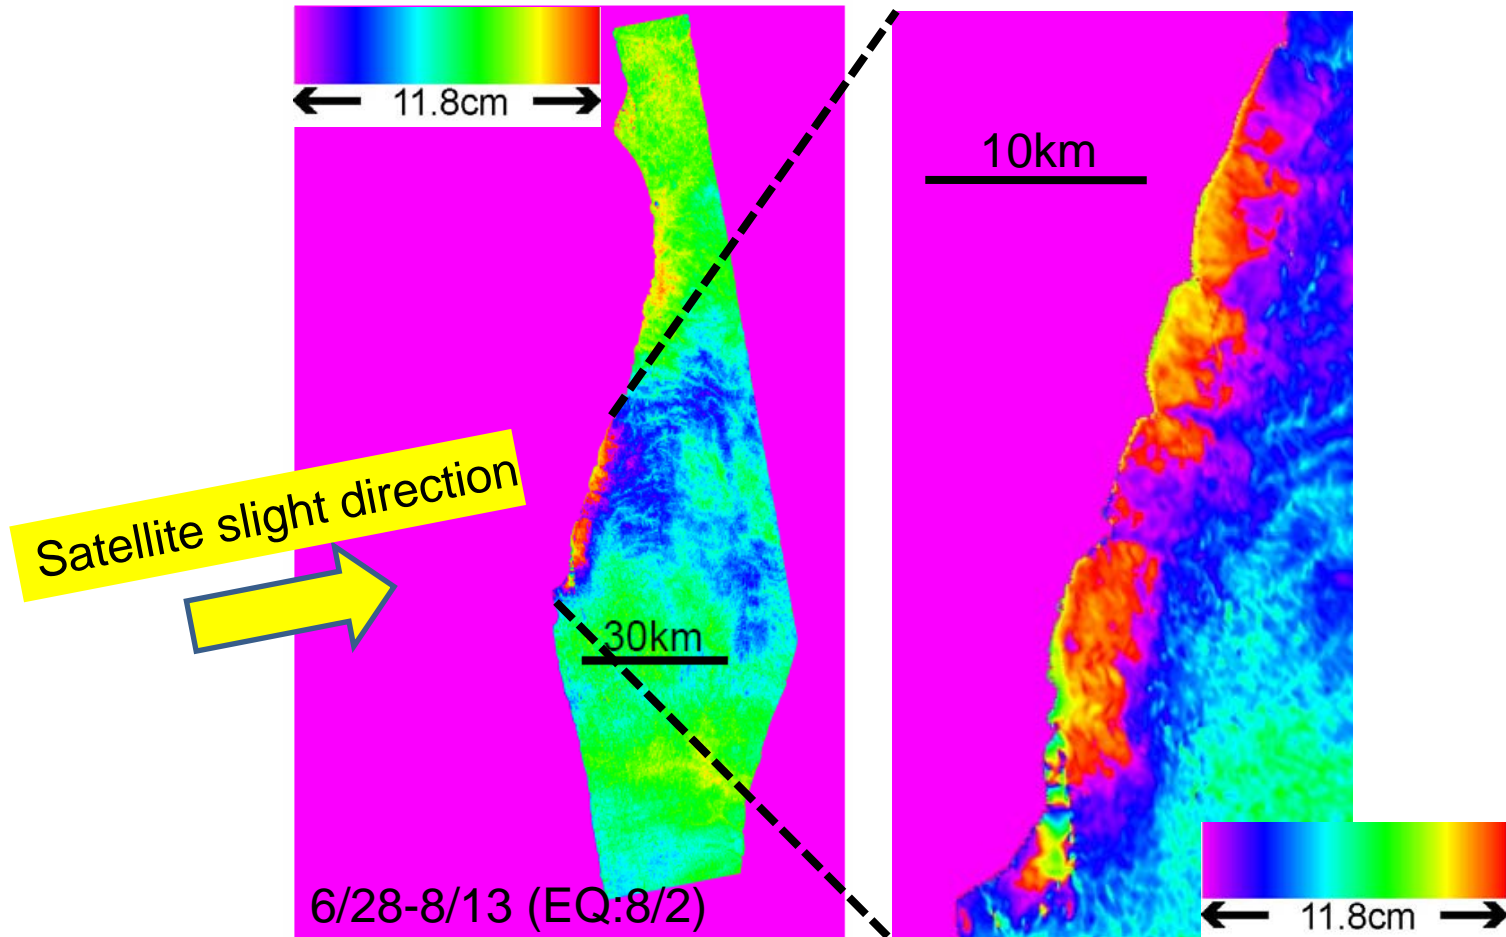 11.8cm
10km
Satellite slight direction
30km
6/28-8/13 (EQ:8/2)
11.8cm